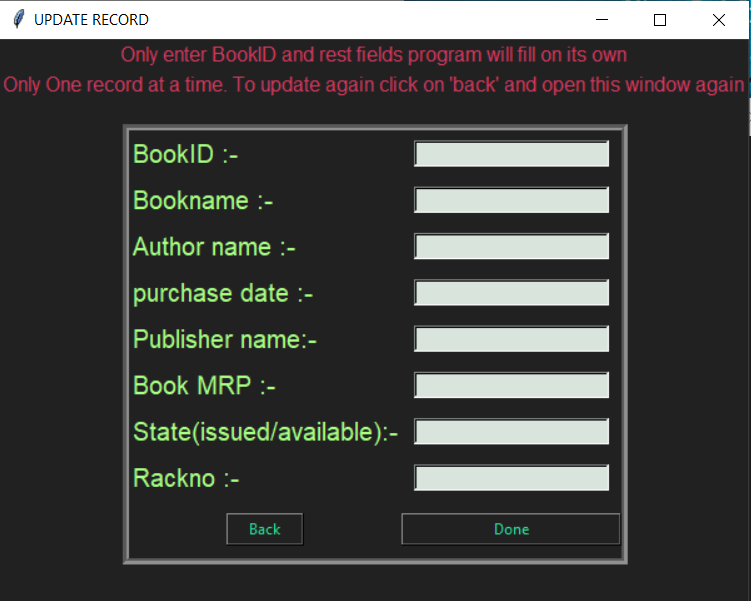 UPDATE RECORD
Only enter BookID and rest fields program will fill on its own
Only One record at a time. To update again click on 'back' and open this window again
BookID :-
Bookname :-
Author name :-
purchase date :-
Publisher name:-
Book MRP :-
State(issued/available):-
Rackno :-
Back Done